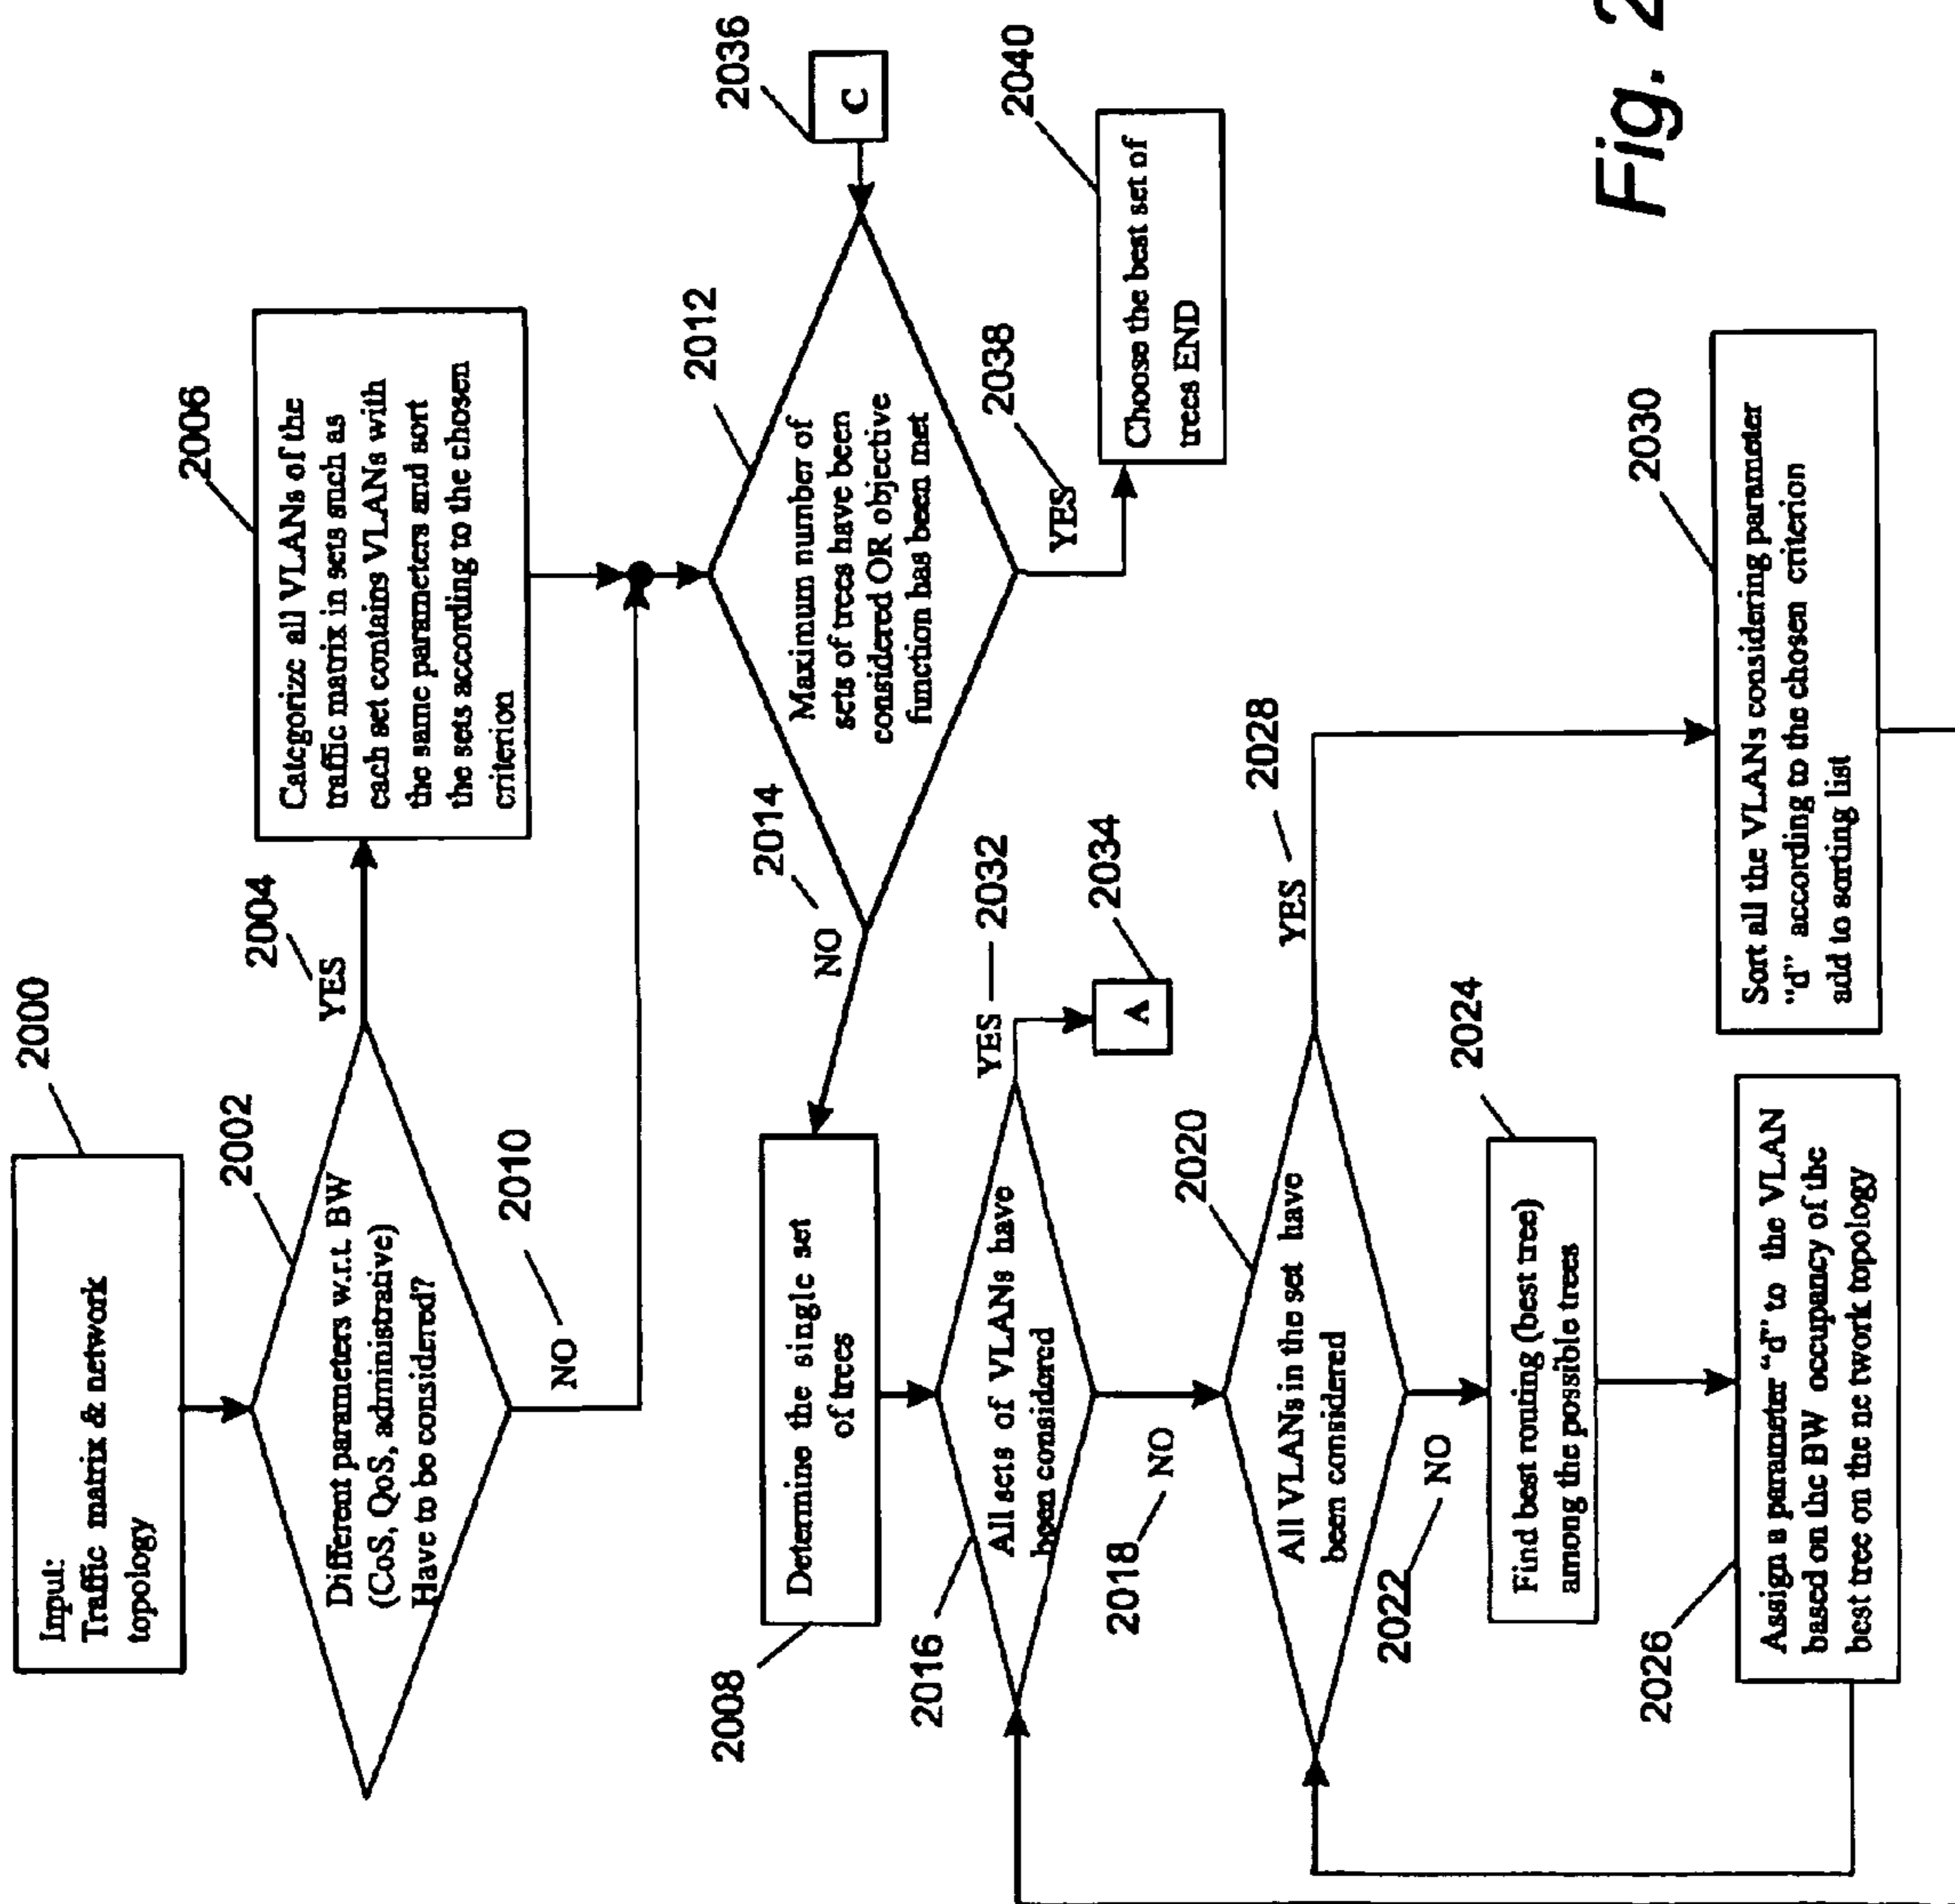 2000
Input:
Traffic matrix & network
topology
2002
Different parameters w.r.t. BW
(CoS, QoS, administrative)
Have to be considered?
2004
YES
2006
Categorize all VLANs of the
traffic matrix in sets such as
each set contains VLANs with
the same parameters and sort
the sets according to the chosen
criterion
2010
NO
2012
Maximum number of
sets of trees have been
considered OR objective
function has been met
2036
C
2014
NO
2038
YES
2040
Choose the best set of
trees END
2008
Determine the single set
of trees
2016
All sets of VLANs have
been considered
YES
2032
2034
A
2018
NO
2020
All VLANs in the set have
been considered
YES
2028
2022
NO
2024
Find best routing (best tree)
among the possible trees
2026
Assign a parameter "d" to the VLAN
based on the BW occupancy of the
best tree on the ne twork topology
2030
Sort all the VLANs considering parameter
"d" according to the chosen criterion
add to sorting list
Fig. 2